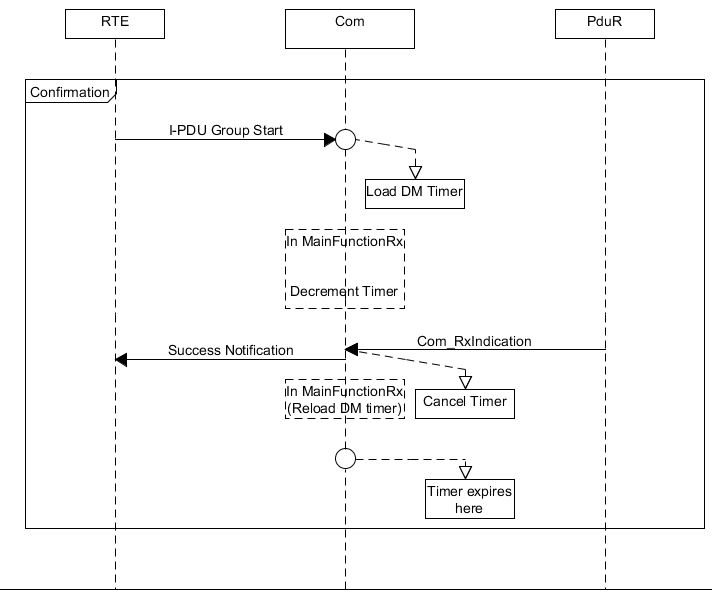 RTE
Com
PduR
Confirmation
I-PDU Group Start
Load DM Timer
In MainFunctionRx
Decrement Timer
Com_RxIndication
Success Notification
In MainFunctionRx
(Reload DM timer)
Cancel Timer
Timer expires
here